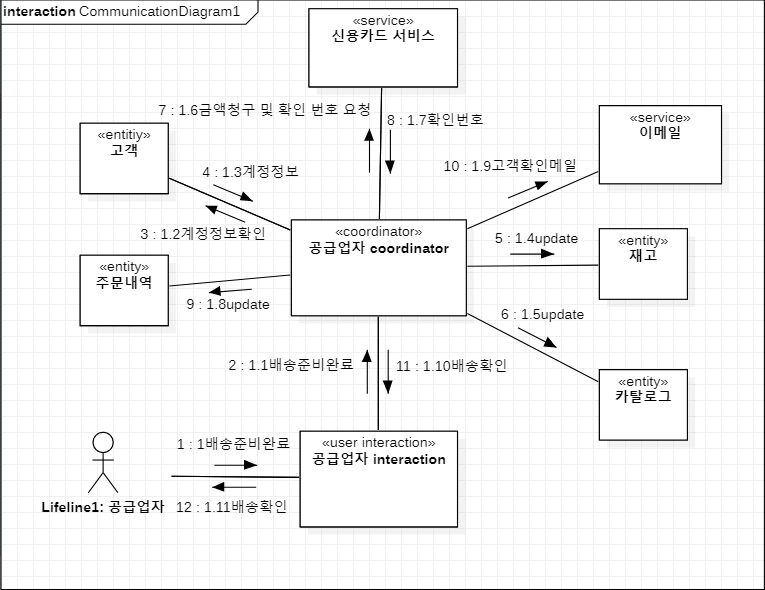 interaction CommunicationDiagram1
«service»
신용카드 서비스
7 : 1.6금액청구 및 확인 번호 요청
8 : 1.7확인번호
«entitiy»
고객
«service»
이메일
4 : 1.3계정정보
10 : 1.9고객확인메일
3 : 1.2계정정보확인
«coordinator»
공급업자 coordinator
5 : 1.4update
«entity»
재고
«entity»
주문내역
9 : 1.8update
6 : 1.5update
2 : 1.1배송준비완료
11 : 1.10배송확인
«entity»
카탈로그
1 : 1배송준비완료
«user interaction»
공급업자 interaction
Lifeline1: 공급업자
12 : 1.11배송확인